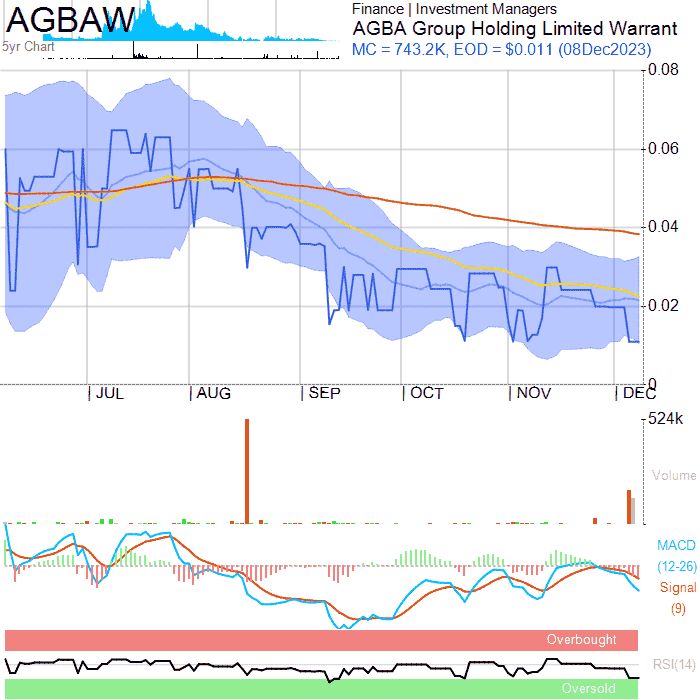 AGBAW
5yr Chart
Finance | Investment Managers
AGBA Group Holding Limited Warrant
MC = 743.2K, EOD = $0.011 (08Dec2023)
0.08
0.06
0.04
0.02
0
JUL AUG SEP OCT NOV DEC
524k
Volume
MACD
(12-26)
Signal
(9)
Overbought
RSI(14)
Oversold